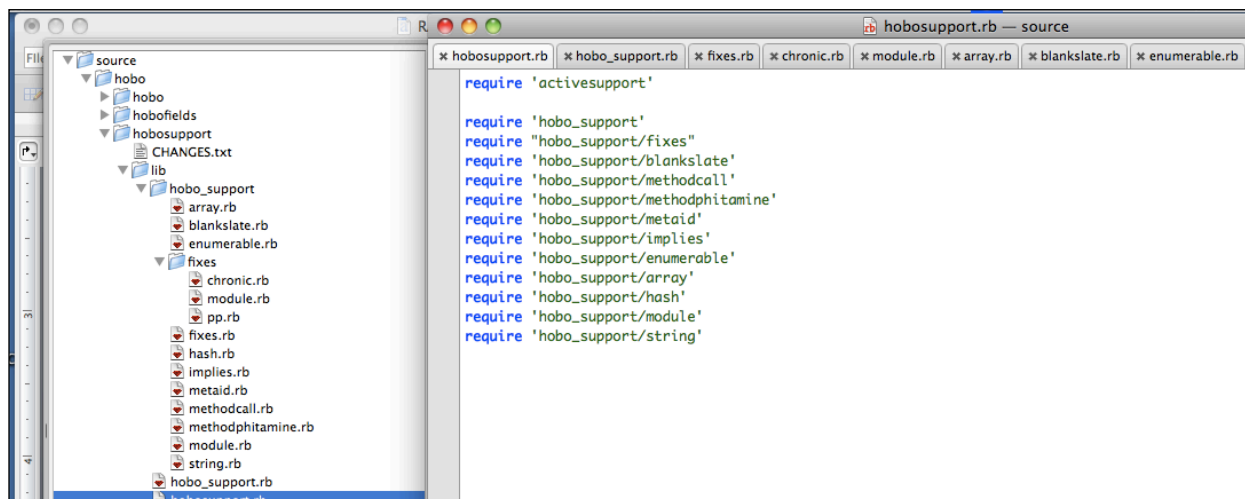 R
hobosupport.rb — source
File
source
hobo
hobo
hobofields
hobosupport
CHANGES.txt
lib
hobo_support
array.rb
blankslate.rb
enumerable.rb
fixes
chronic.rb
module.rb
pp.rb
fixes.rb
hash.rb
implies.rb
metaid.rb
methodcall.rb
methodphitamine.rb
module.rb
string.rb
hobo_support.rb
hobosupport.rb
3
4
hobosupport.rb hobo_support.rb fixes.rb chronic.rb module.rb array.rb blankslate.rb enumerable.rb
require 'activesupport'
require 'hobo_support'
require "hobo_support/fixes"
require 'hobo_support/blankslate'
require 'hobo_support/methodcall'
require 'hobo_support/methodphitamine'
require 'hobo_support/metaid'
require 'hobo_support/implies'
require 'hobo_support/enumerable'
require 'hobo_support/array'
require 'hobo_support/hash'
require 'hobo_support/module'
require 'hobo_support/string'